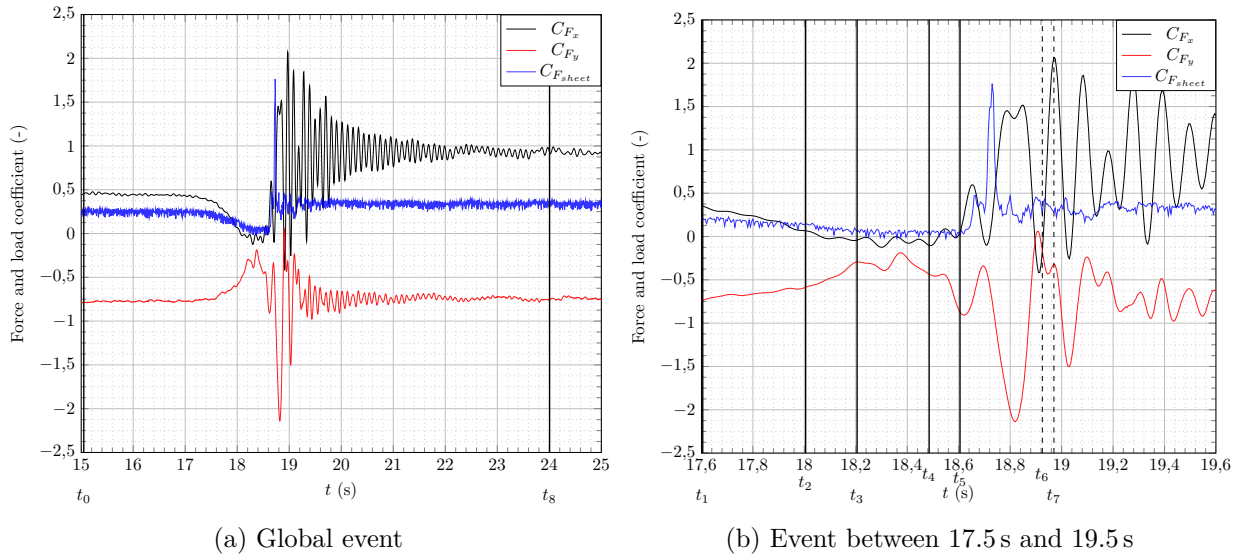 2,5
2
1,5
1
0,5
0
−0,5
−1
−1,5
−2
−2,5
Force and load coefficient (-)
C_{F_x}
C_{F_y}
C_{F_{sheet}}
15 16 17 18 19 20 21 22 23 24 25
t_0 t (s) t_8
(a) Global event
2,5
2
1,5
1
0,5
0
−0,5
−1
−1,5
−2
−2,5
Force and load coefficient (-)
C_{F_x}
C_{F_y}
C_{F_{sheet}}
17,6 17,8 18 18,2 18,4 18,6 18,8 19 19,2 19,4 19,6
t_1 t_2 t_3 t_4 t_5 t_6 t_7
t (s)
(b) Event between 17.5 s and 19.5 s